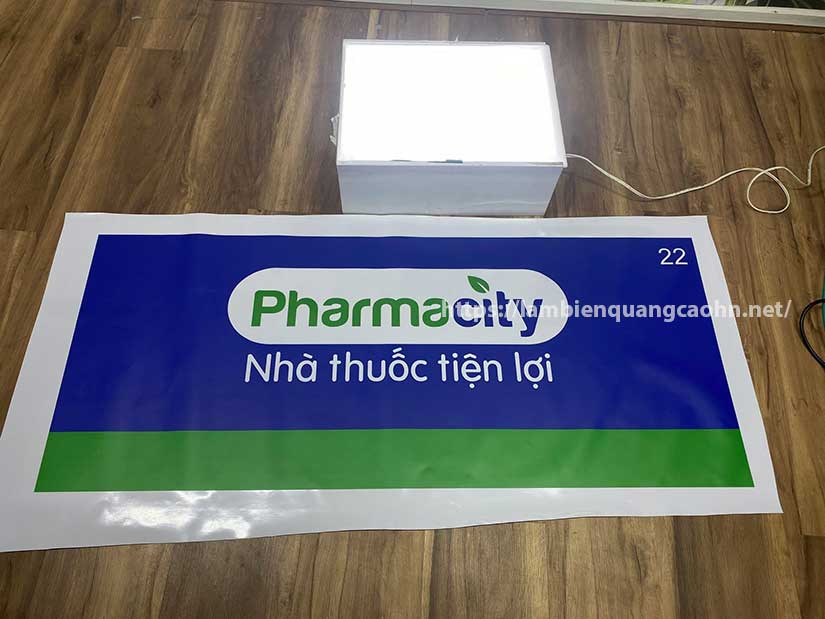 22
Pharmacity
https://lambienquangcaohn.net/
Nhà thuốc tiện lợi